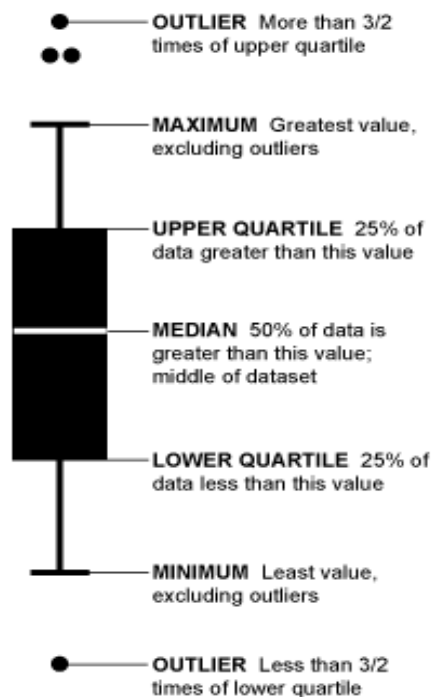 OUTLIER More than 3/2
times of upper quartile
MAXIMUM Greatest value,
excluding outliers
UPPER QUARTILE 25% of
data greater than this value
MEDIAN 50% of data is
greater than this value;
middle of dataset
LOWER QUARTILE 25% of
data less than this value
MINIMUM Least value,
excluding outliers
OUTLIER Less than 3/2
times of lower quartile